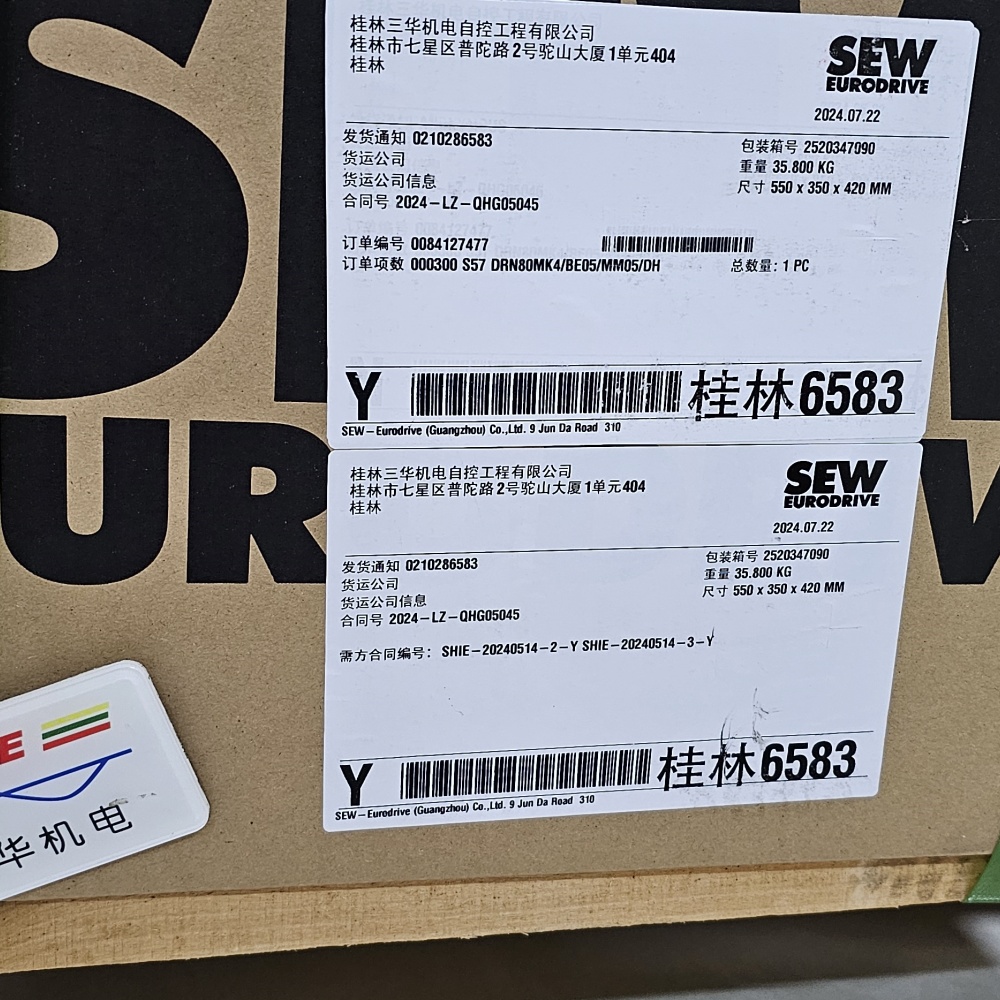 桂林三华机电自控工程有限公司
桂林市七星区普陀路2号驼山大厦1单元404
桂林
SEW
EURODRIVE
2024.07.22
发货通知 0210286583
包装箱号 2520347090
货运公司
重量 35.800 KG
货运公司信息
尺寸 550 x 350 x 420 MM
合同号 2024-LZ-QHG05045
订单编号 0084127477
订单项数 000300 S57 DRN80MK4/BE05/MM05/DH
总数量: 1 PC
Y
桂林6583
SEW-Eurodrive (Guangzhou) Co.,Ltd. 9 Jun Da Road 310
桂林三华机电自控工程有限公司
桂林市七星区普陀路2号驼山大厦1单元404
桂林
SEW
EURODRIVE
2024.07.22
发货通知 0210286583
包装箱号 2520347090
货运公司
重量 35.800 KG
货运公司信息
尺寸 550 x 350 x 420 MM
合同号 2024-LZ-QHG05045
需方合同编号: SHIE-20240514-2-Y SHIE-20240514-3-Y
Y
桂林6583
SEW-Eurodrive (Guangzhou) Co.,Ltd. 9 Jun Da Road 310
UR
E
华机电